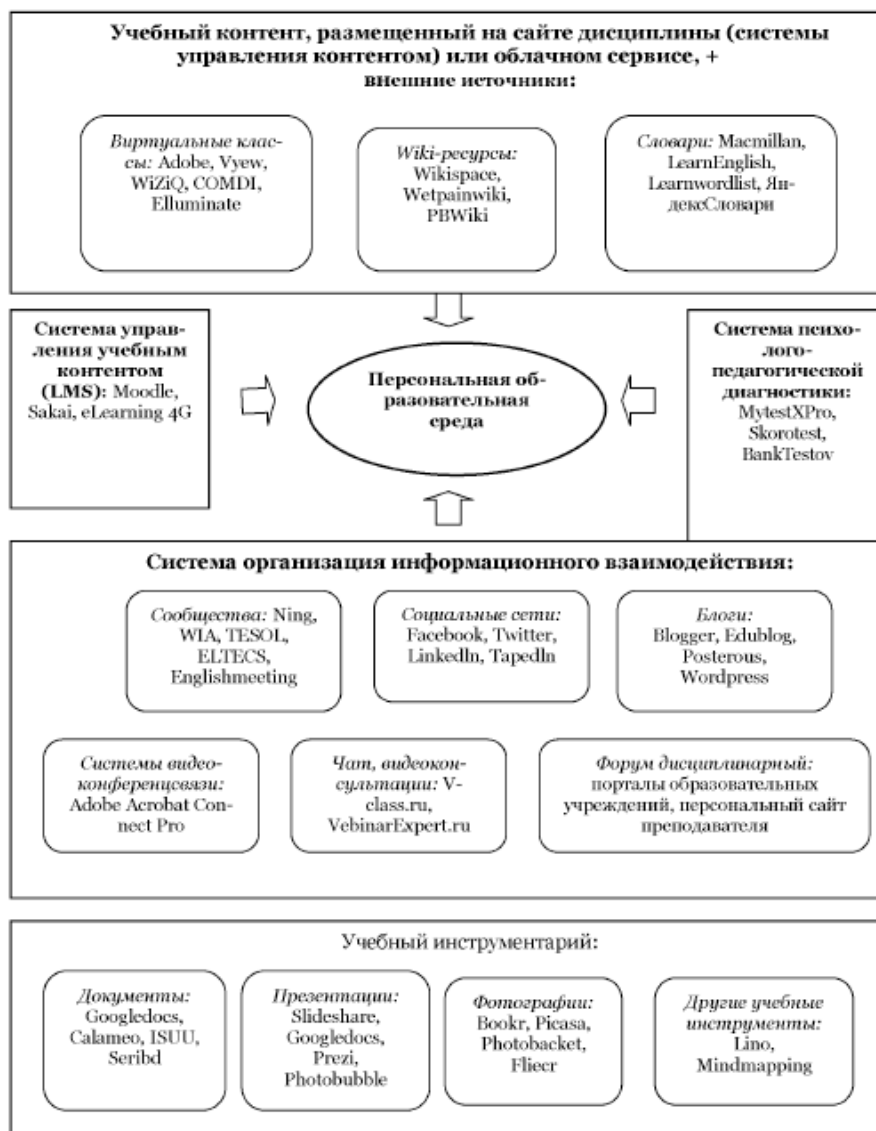 Учебный контент, размещенный на сайте дисциплины (системы
управления контентом) или облачном сервисе, +
внешние источники:
Виртуальные клас-
сы: Adobe, Vyew,
WiZiQ, COMDI,
Elluminate
Wiki-ресурсы:
Wikispace,
Wetpainwiki,
PBWiki
Словари: Macmillan,
LearnEnglish,
Learnwordlist, Ян-
дексСловари
Система управ-
ления учебным
контентом
(LMS): Moodle,
Sakai, eLearning 4G
Персональная об-
разовательная
среда
Система психо-
лого-
педагогической
диагностики:
MytestXPro,
Skorotest,
BankTestov
Система организация информационного взаимодействия:
Сообщества: Ning,
WIA, TESOL,
ELTECS,
Englishmeeting
Социальные сети:
Facebook, Twitter,
LinkedIn, TapedIn
Блоги:
Blogger, Edublog,
Posterous,
Wordpress
Системы видео-
конференцсвязи:
Adobe Acrobat Con-
nect Pro
Чат, видеокон-
сультации: V-
class.ru,
VebinarExpert.ru
Форум дисциплинарный:
порталы образовательных
учреждений, персональный сайт
преподавателя
Учебный инструментарий:
Документы:
Googledocs,
Calameo, ISUU,
Seribd
Презентации:
Slideshare,
Googledocs,
Prezi,
Photobubble
Фотографии:
Bookr, Picasa,
Photobacket,
Fliecr
Другие учебные
инструменты:
Lino,
Mindmapping